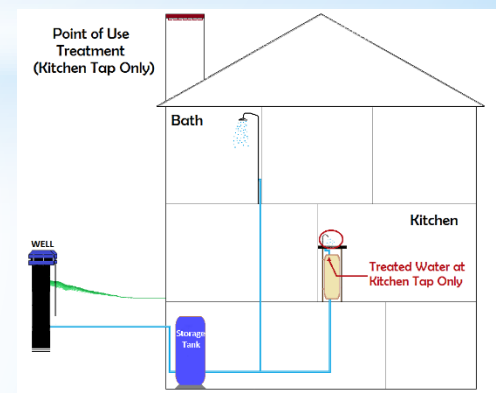 Point of Use
Treatment
(Kitchen Tap Only)
Bath
Kitchen
WELL
Treated Water at
Kitchen Tap Only
Storage
Tank